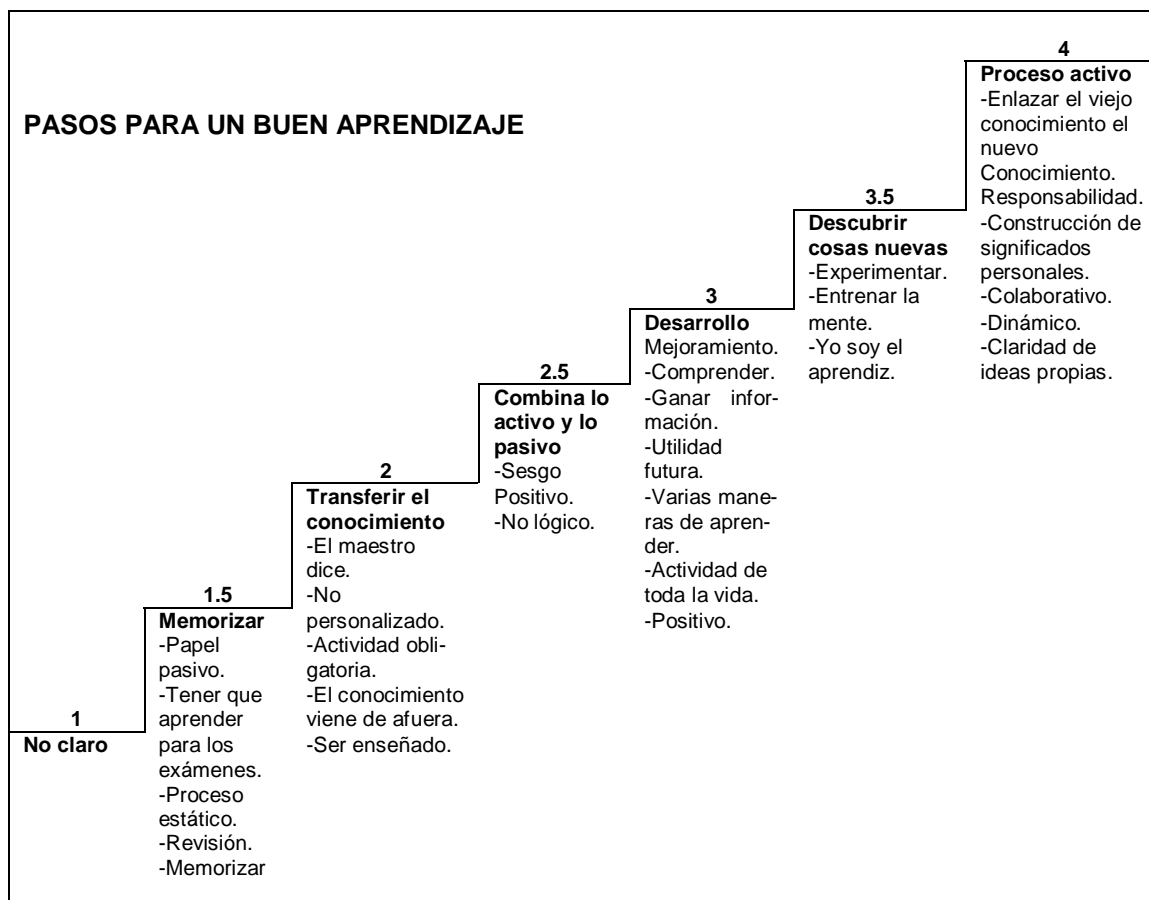 PASOS PARA UN BUEN APRENDIZAJE
1
No claro
1.5
Memorizar
-Papel
pasivo.
-Tener que
aprender
para los
exámenes.
-Proceso
estático.
-Revisión.
-Memorizar
2
Transferir el
conocimiento
-El maestro
dice.
-No
personalizado.
-Actividad obli-
gatoria.
-El conocimiento
viene de afuera.
-Ser enseñado.
2.5
Combina lo
activo y lo
pasivo
-Sesgo
Positivo.
-No lógico.
3
Desarrollo
Mejoramiento.
-Comprender.
-Ganar infor-
mación.
-Utilidad
futura.
-Varias mane-
ras de apren-
der.
-Actividad de
toda la vida.
-Positivo.
3.5
Descubrir
cosas nuevas
-Experimentar.
-Entrenar la
mente.
-Yo soy el
aprendiz.
4
Proceso activo
-Enlazar el viejo
conocimiento el
nuevo
Conocimiento.
Responsabilidad.
-Construcción de
significados
personales.
-Colaborativo.
-Dinámico.
-Claridad de
ideas propias.